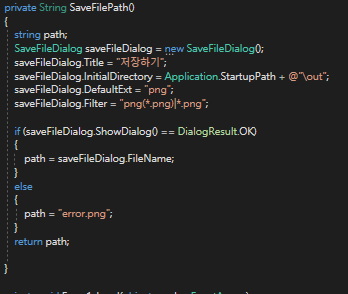 private String SaveFilePath()
{
string path;
SaveFileDialog saveFileDialog = new SaveFileDialog();
saveFileDialog.Title = "저장하기";
saveFileDialog.InitialDirectory = Application.StartupPath + @"\out";
saveFileDialog.DefaultExt = "png";
saveFileDialog.Filter = "png(*.png)|*.png";
if (saveFileDialog.ShowDialog() == DialogResult.OK)
{
path = saveFileDialog.FileName;
}
else
{
path = "error.png";
}
return path;
}